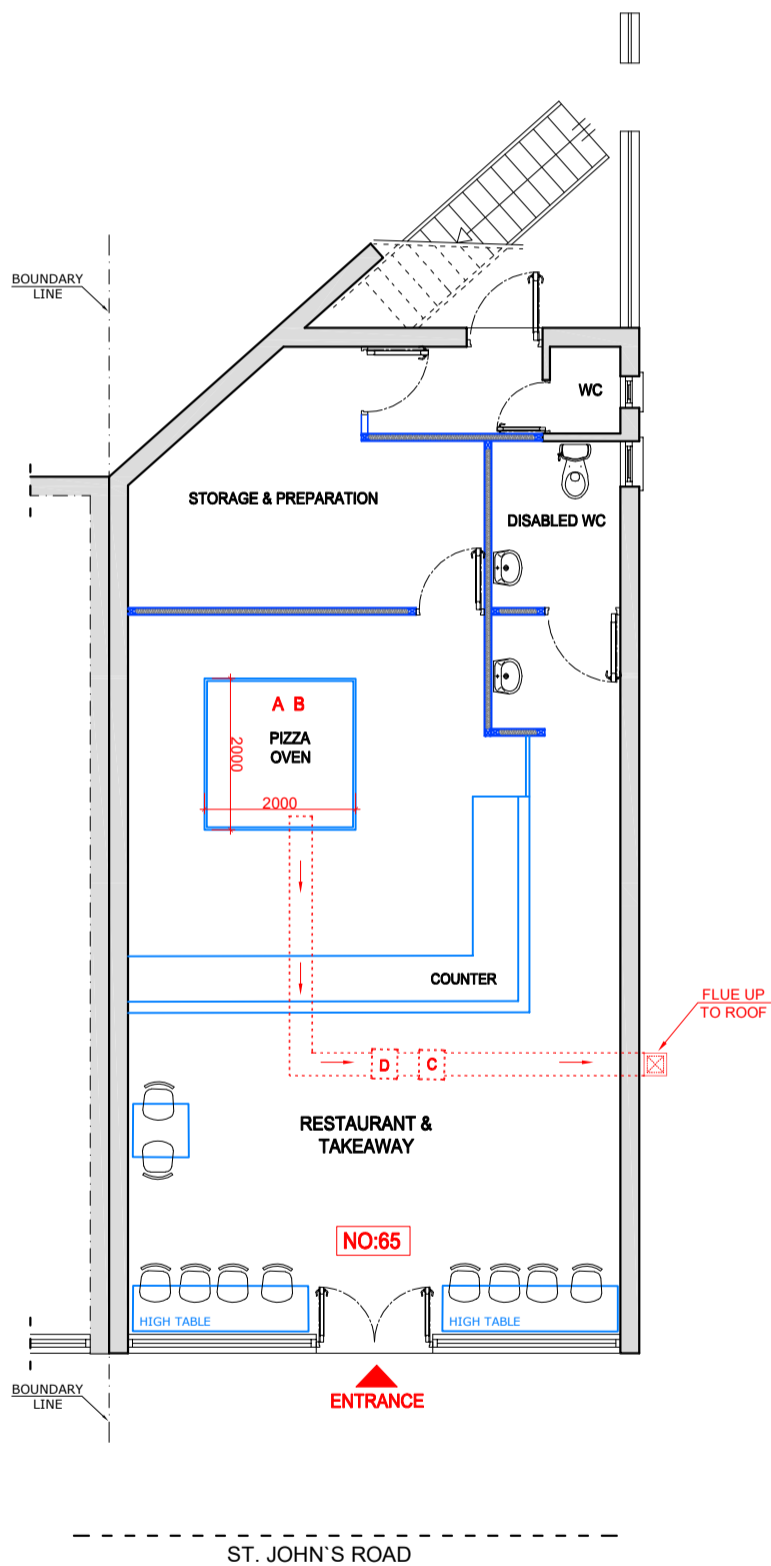 BOUNDARY
LINE
WC
STORAGE & PREPARATION
DISABLED WC
A B
PIZZA
OVEN
2000
2000
COUNTER
FLUE UP
TO ROOF
D
C
RESTAURANT &
TAKEAWAY
NO:65
HIGH TABLE
HIGH TABLE
BOUNDARY
LINE
ENTRANCE
ST. JOHN`S ROAD